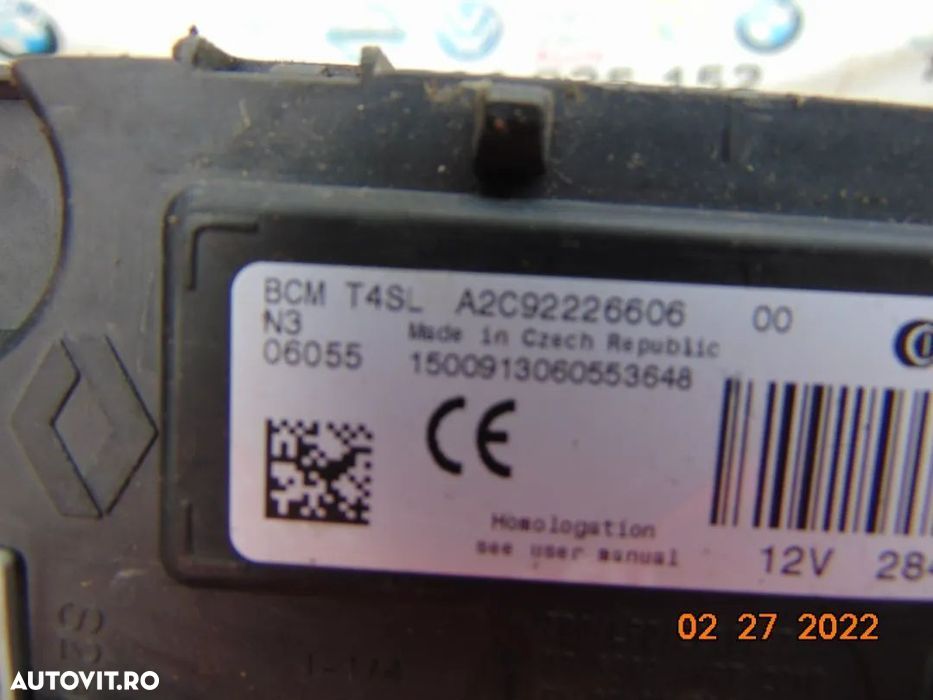 BCM T4SL A2C92226606 00
N3
Made in Czech Republic
06055 1500913060553648
CE
Homologation
see user manual
12V 284
02 27 2022
AUTOVIT.RO